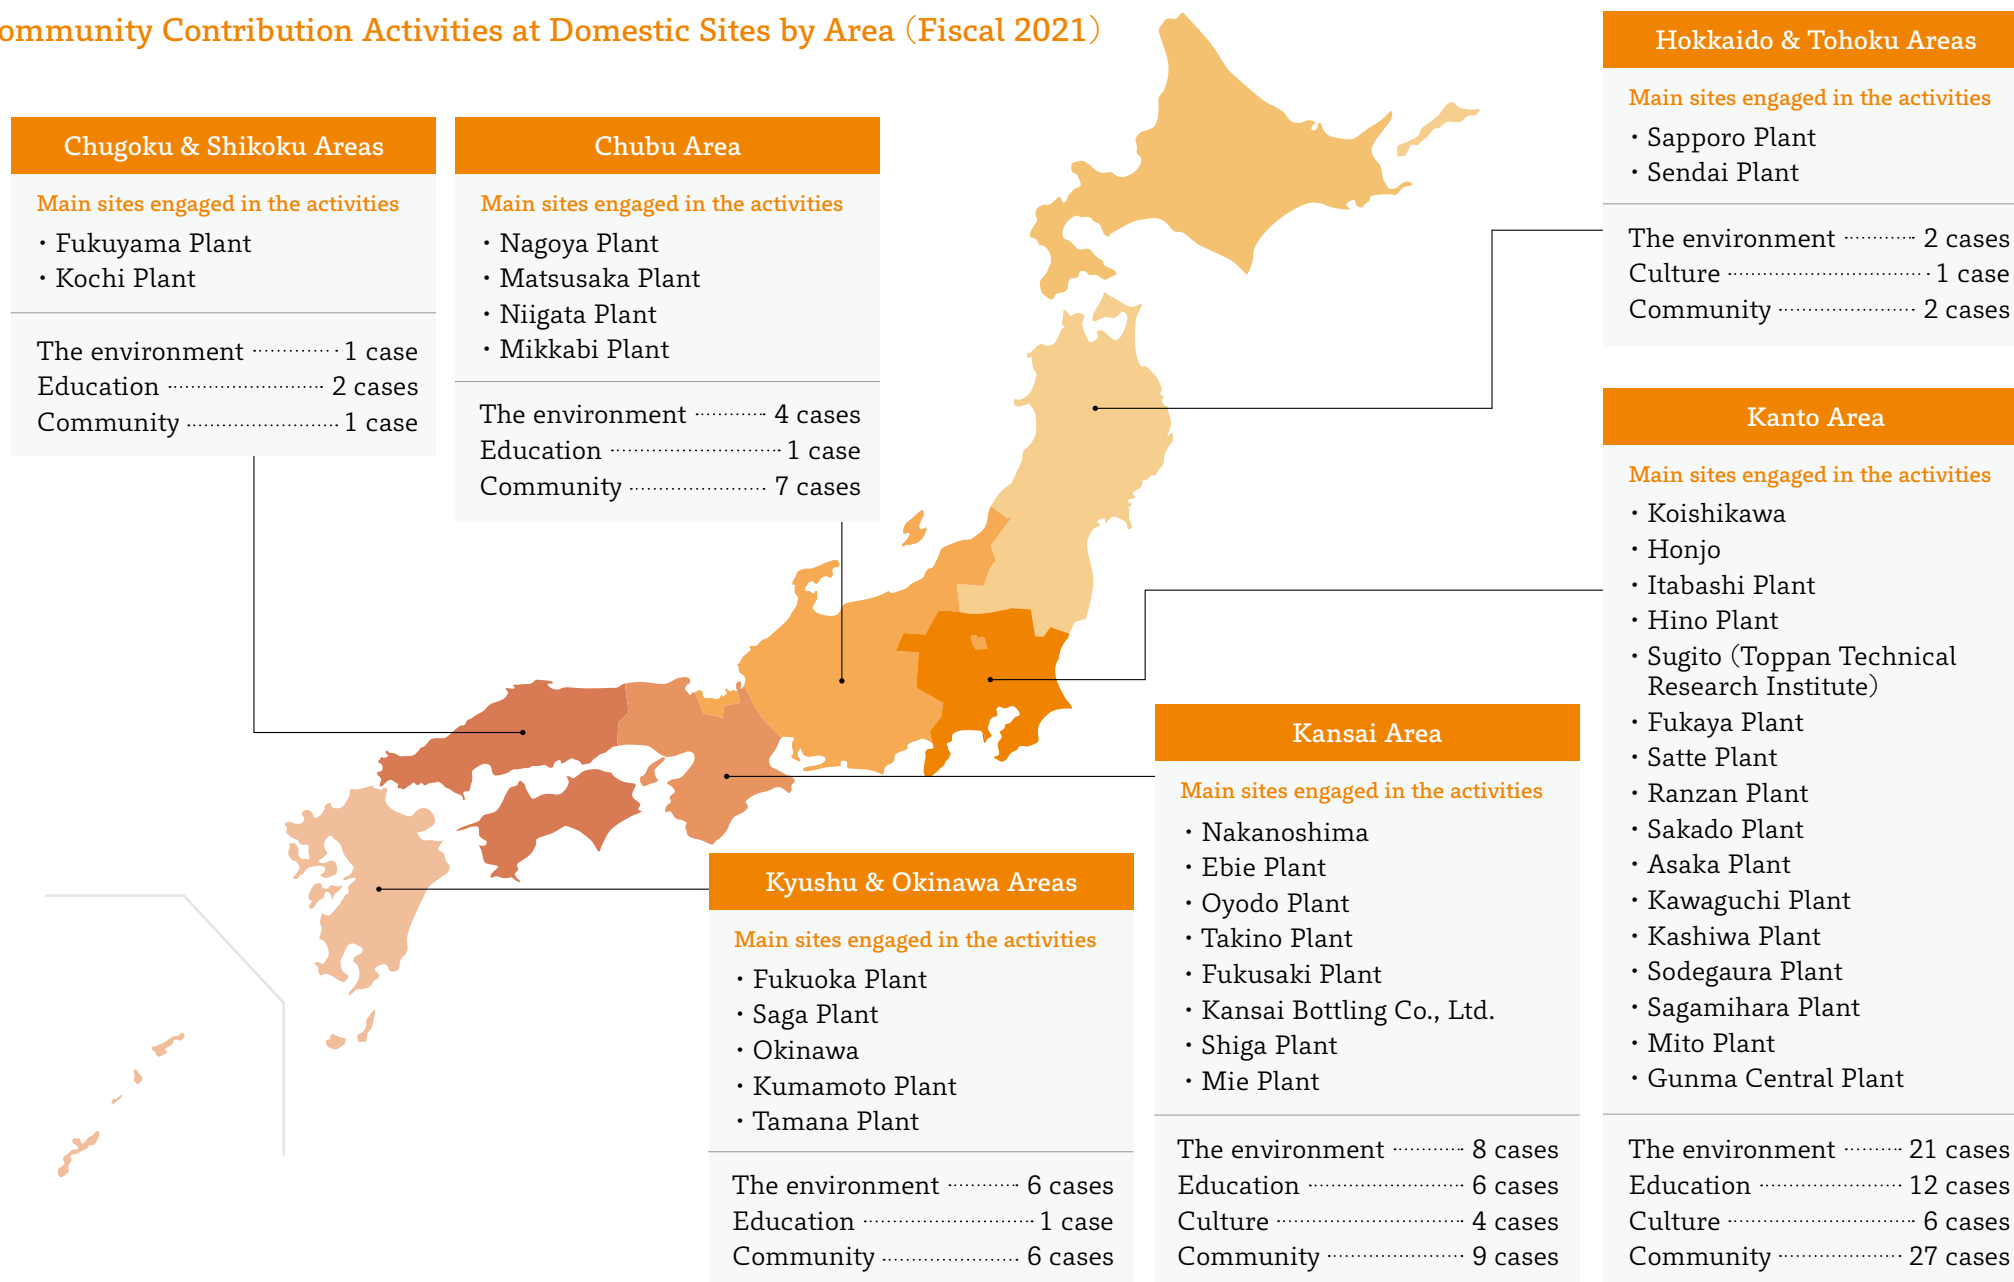 ommunity Contribution Activities at Domestic Sites by Area (Fiscal 2021)
Chugoku & Shikoku Areas
Main sites engaged in the activities
・Fukuyama Plant
・Kochi Plant
The environment ············· 1 case
Education ························ 2 cases
Community ······················· 1 case
Chubu Area
Main sites engaged in the activities
・Nagoya Plant
・Matsusaka Plant
・Niigata Plant
・Mikkabi Plant
The environment ··········· 4 cases
Education ·························· 1 case
Community ····················· 7 cases
Hokkaido & Tohoku Areas
Main sites engaged in the activities
・Sapporo Plant
・Sendai Plant
The environment ··········· 2 cases
Culture ······························· 1 case
Community ····················· 2 cases
Kanto Area
Main sites engaged in the activities
・Koishikawa
・Honjo
・Itabashi Plant
・Hino Plant
・Sugito (Toppan Technical
Research Institute)
・Fukaya Plant
・Satte Plant
・Ranzan Plant
・Sakado Plant
・Asaka Plant
・Kawaguchi Plant
・Kashiwa Plant
・Sodegaura Plant
・Sagamihara Plant
・Mito Plant
・Gunma Central Plant
The environment ········· 21 cases
Education ······················ 12 cases
Culture ····························· 6 cases
Community ··················· 27 cases
Kansai Area
Main sites engaged in the activities
・Nakanoshima
・Ebie Plant
・Oyodo Plant
・Takino Plant
・Fukusaki Plant
・Kansai Bottling Co., Ltd.
・Shiga Plant
・Mie Plant
The environment ··········· 8 cases
Education ························ 6 cases
Culture ····························· 4 cases
Community ····················· 9 cases
Kyushu & Okinawa Areas
Main sites engaged in the activities
・Fukuoka Plant
・Saga Plant
・Okinawa
・Kumamoto Plant
・Tamana Plant
The environment ··········· 6 cases
Education ·························· 1 case
Community ····················· 6 cases